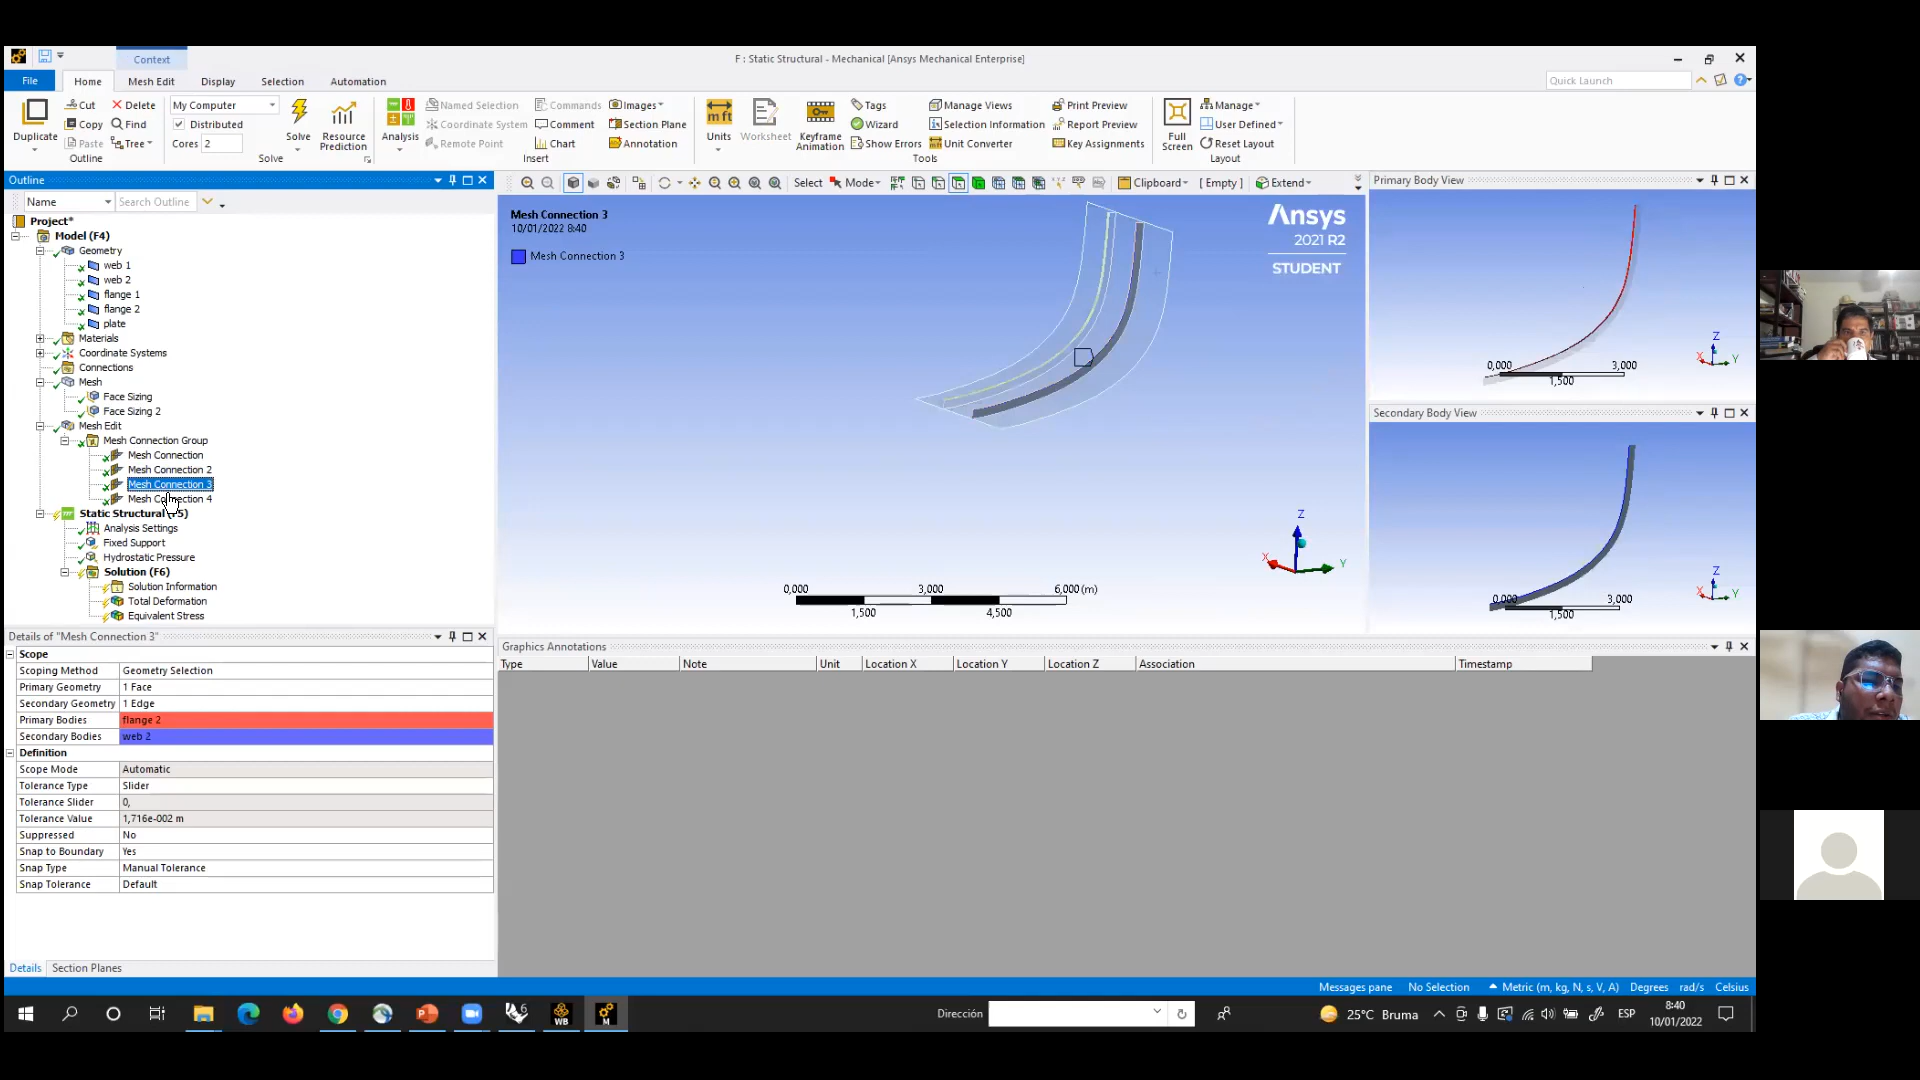 Context
F : Static Structural - Mechanical [Ansys Mechanical Enterprise]
File
Home
Mesh Edit
Display
Selection
Automation
Quick Launch
Duplicate
Cut
Copy
Paste
Delete
Find
Tree
Outline
My Computer
Distributed
Cores 2
Solve
Resource Prediction
Solve
Analysis
Named Selection
Coordinate System
Remote Point
Commands
Comment
Chart
Images
Section Plane
Annotation
Insert
Units
Worksheet
Keyframe Animation
Tags
Wizard
Show Errors
Manage Views
Selection Information
Unit Converter
Print Preview
Report Preview
Key Assignments
Tools
Full Screen
Manage
User Defined
Reset Layout
Layout
Outline
Name
Search Outline
Project*
Model (F4)
Geometry
web 1
web 2
flange 1
flange 2
plate
Materials
Coordinate Systems
Connections
Mesh
Face Sizing
Face Sizing 2
Mesh Edit
Mesh Connection Group
Mesh Connection
Mesh Connection 2
Mesh Connection 3
Mesh Connection 4
Static Structural (F5)
Analysis Settings
Fixed Support
Hydrostatic Pressure
Solution (F6)
Solution Information
Total Deformation
Equivalent Stress
Details of "Mesh Connection 3"
Scope
Scoping Method Geometry Selection
Primary Geometry 1 Face
Secondary Geometry 1 Edge
Primary Bodies flange 2
Secondary Bodies web 2
Definition
Scope Mode Automatic
Tolerance Type Slider
Tolerance Slider 0,
Tolerance Value 1,716e-002 m
Suppressed No
Snap to Boundary Yes
Snap Type Manual Tolerance
Snap Tolerance Default
Details
Section Planes
Select
Mode
Clipboard
[ Empty ]
Extend
Mesh Connection 3
10/01/2022 8:40
Mesh Connection 3
Ansys
2021 R2
STUDENT
Z
X
Y
0,000 3,000 6,000 (m)
1,500 4,500
Primary Body View
0,000 3,000
1,500
Z
X
Y
Secondary Body View
0,000 3,000
1,500
Z
X
Y
Graphics Annotations
Type Value Note Unit Location X Location Y Location Z Association Timestamp
Messages pane
No Selection
Metric (m, kg, N, s, V, A)
Degrees
rad/s
Celsius
WB
M
Dirección
25°C Bruma
ESP
8:40
10/01/2022